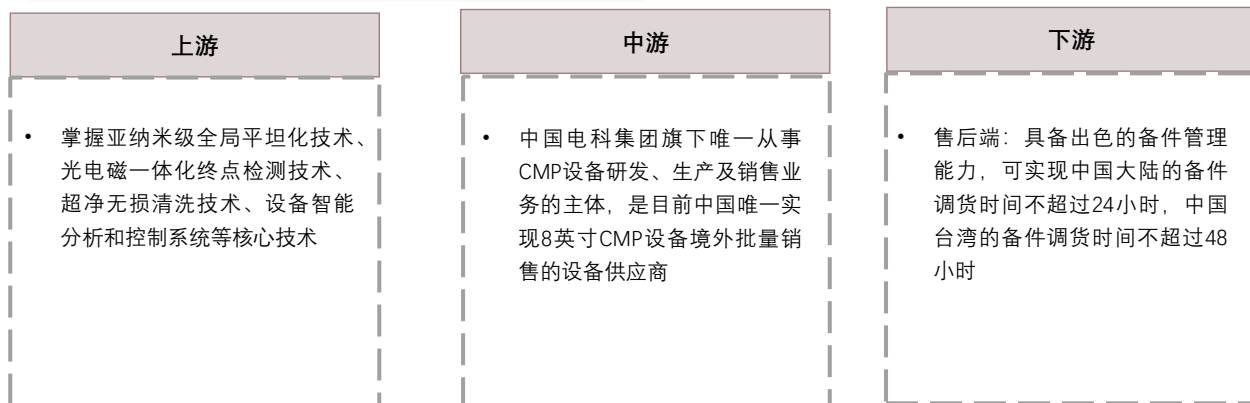 上游
• 掌握亚纳米级全局平坦化技术、
光电磁一体化终点检测技术、
超净无损清洗技术、设备智能
分析和控制系统等核心技术
中游
• 中国电科集团旗下唯一从事
CMP设备研发、生产及销售业
务的主体，是目前中国唯一实
现8英寸CMP设备境外批量销
售的设备供应商
下游
• 售后端：具备出色的备件管理
能力，可实现中国大陆的备件
调货时间不超过24小时，中国
台湾的备件调货时间不超过48
小时